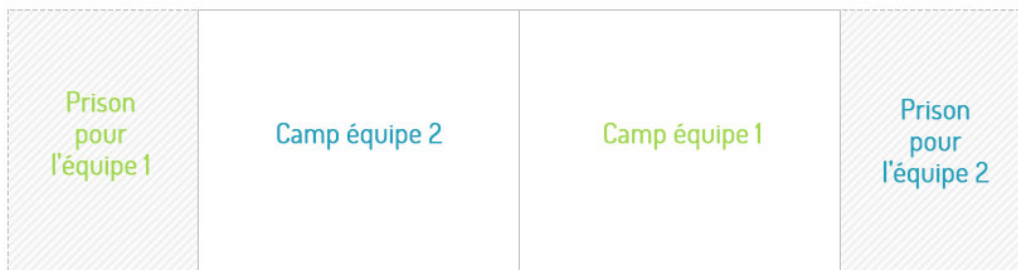 Prison
pour
l'équipe 1
Camp équipe 2
Camp équipe 1
Prison
pour
l'équipe 2